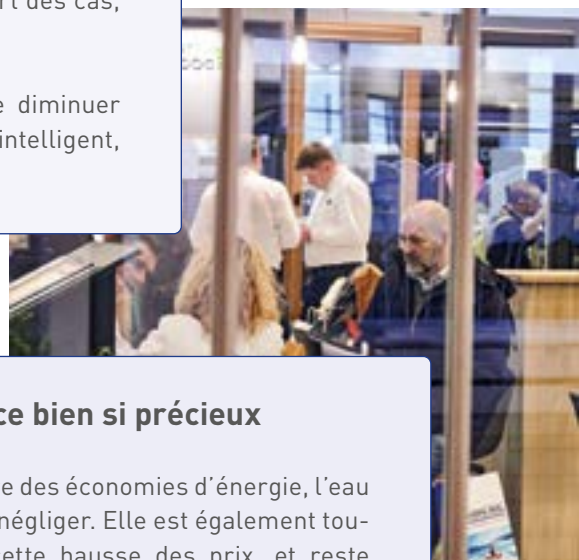 des cas,
diminuer
intelligent,
ce bien si précieux
e des économies d'énergie, l'eau
négliger. Elle est également tou-
ette hausse des prix, et reste